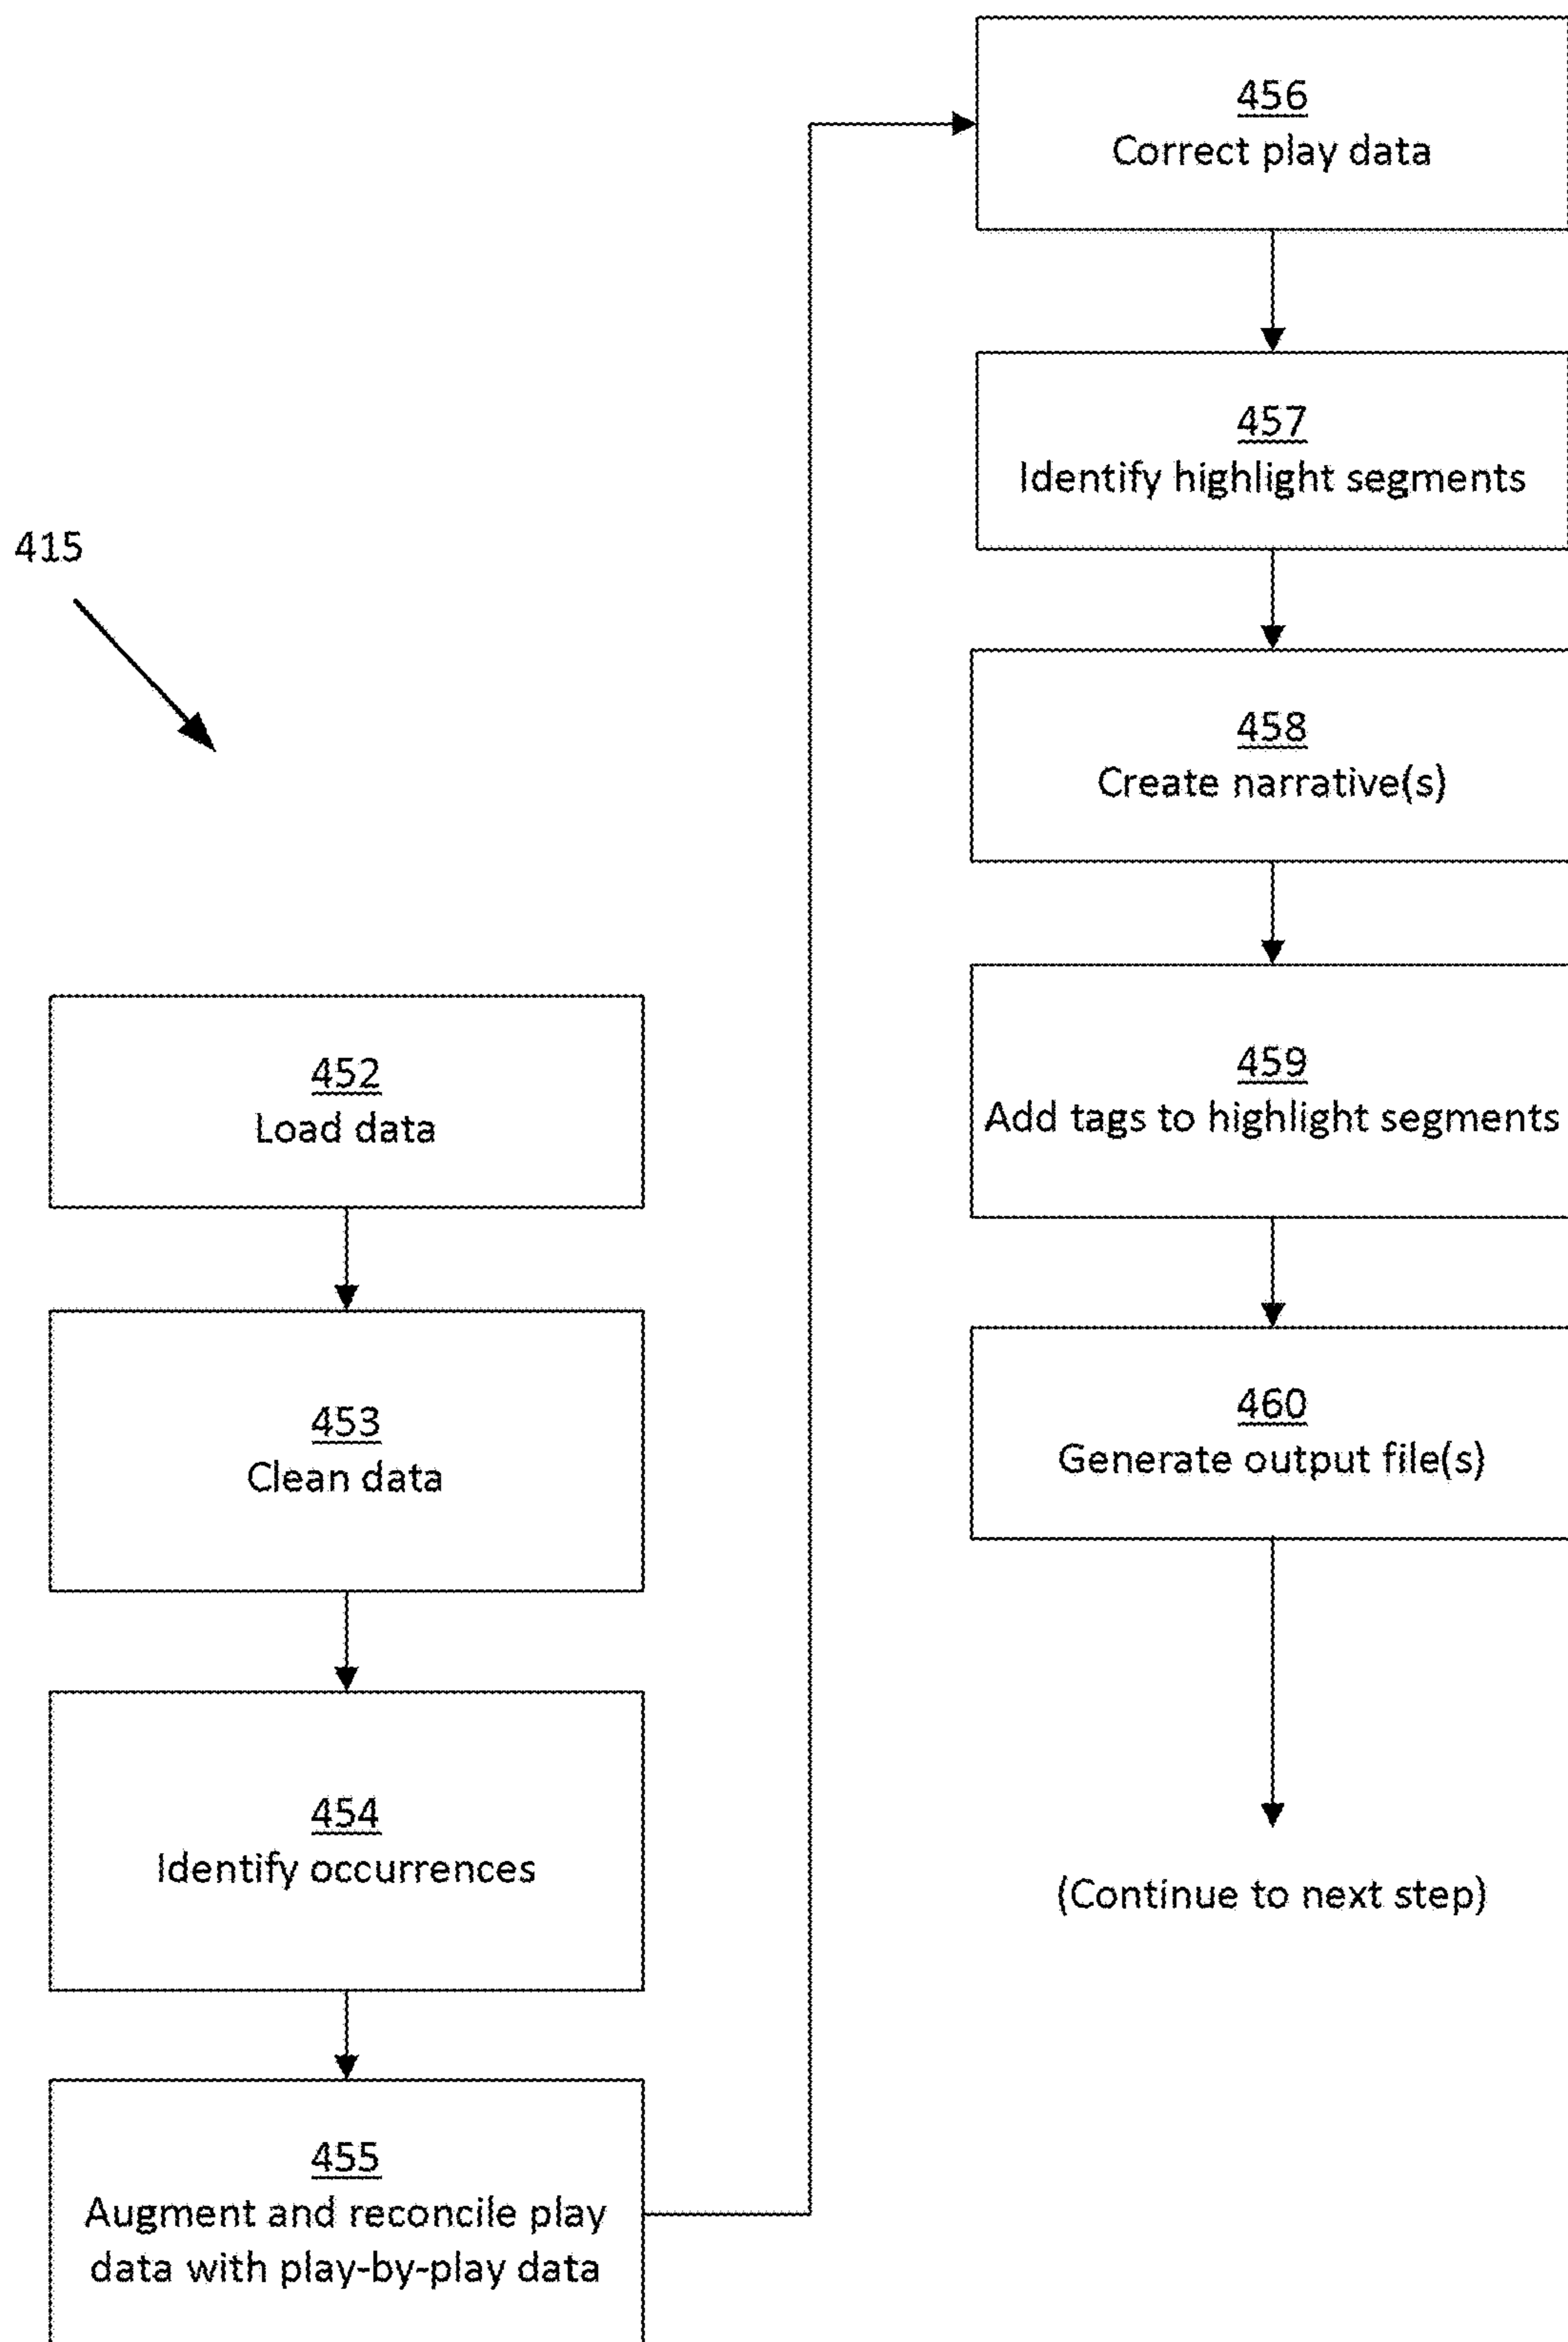 415
452
Load data
453
Clean data
454
Identify occurrences
455
Augment and reconcile play
data with play-by-play data
456
Correct play data
457
Identify highlight segments
458
Create narrative(s)
459
Add tags to highlight segments
460
Generate output file(s)
(Continue to next step)